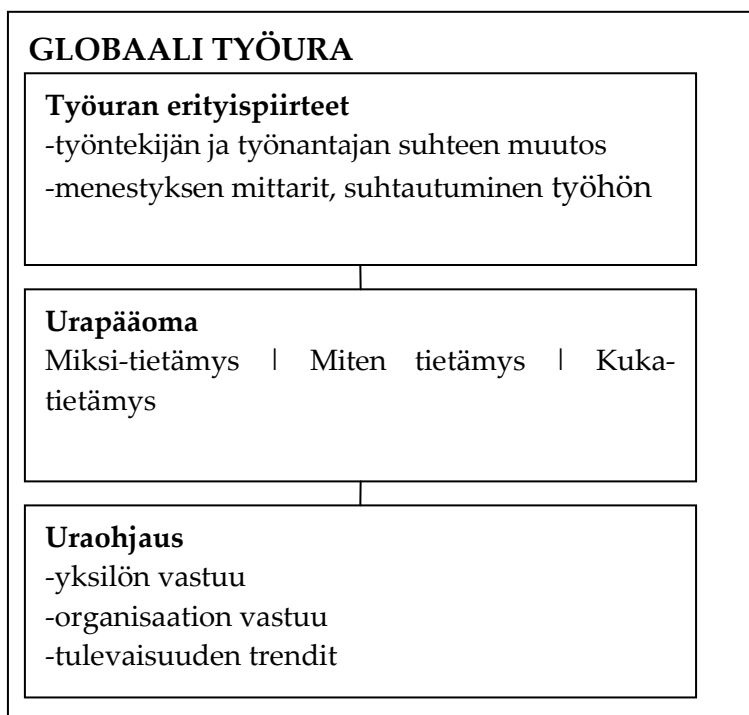 GLOBAALI TYÖURA
Työuran erityispiirteet
-työntekijän ja työnantajan suhteen muutos
-menestyksen mittarit, suhtautuminen työhön
Urapääoma
Miksi-tietämys | Miten tietämys | Kuka-
tietämys
Uraohjaus
-yksilön vastuu
-organisaation vastuu
-tulevaisuuden trendit